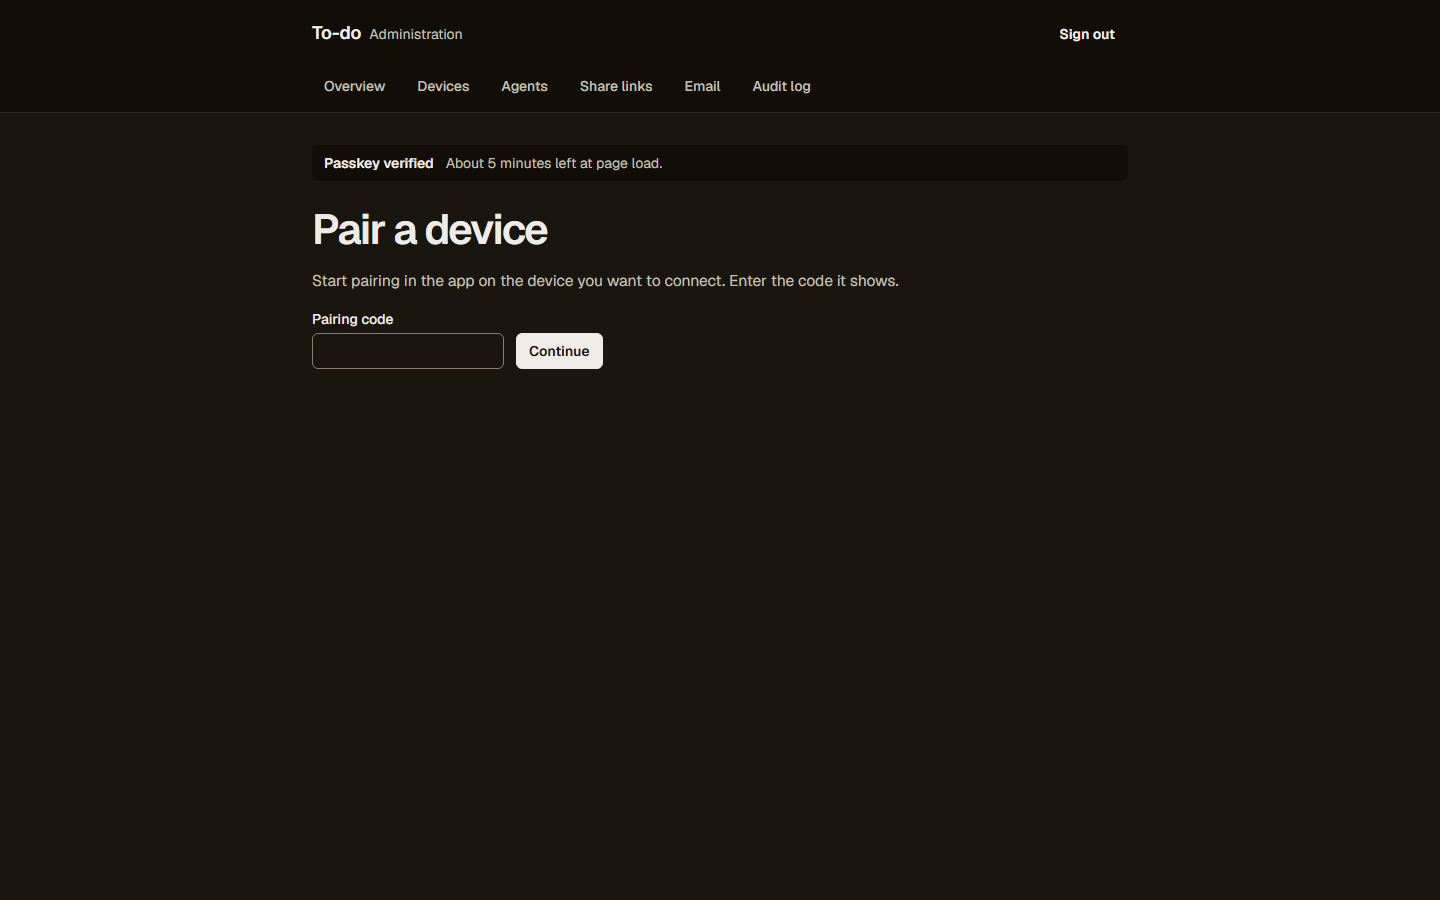 To-do Administration
Sign out
Overview Devices Agents Share links Email Audit log
Passkey verified About 5 minutes left at page load.
Pair a device
Start pairing in the app on the device you want to connect. Enter the code it shows.
Pairing code
Continue